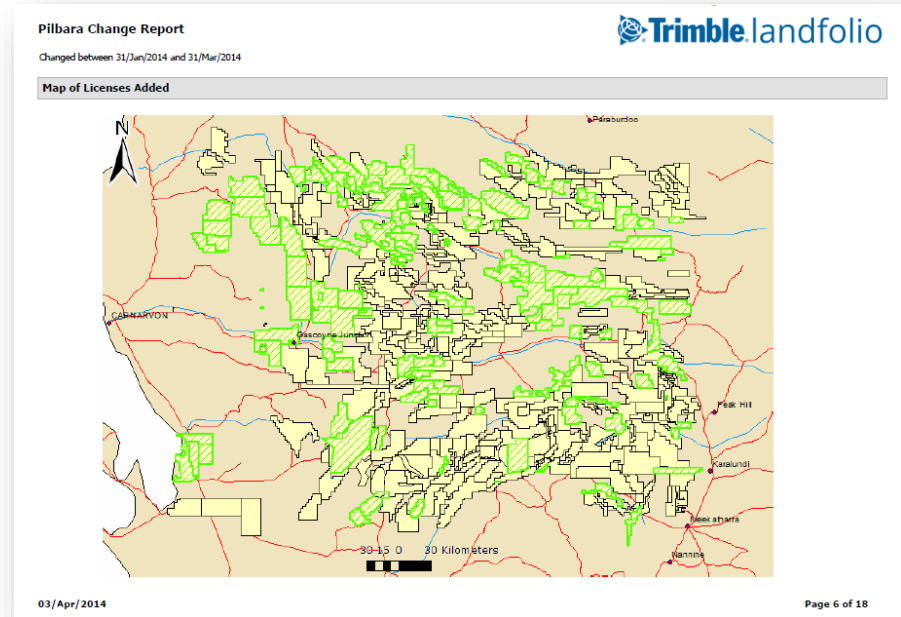 Pilbara Change Report
Trimble. landfolio
Changed between 31/Jan/2014 and 31/Mar/2014
Map of Licenses Added
N
Paraburdoo
CARNARVON
Gascoyne Junction
Peak Hill
Karalundi
Meekatharra
Nannine
30 15 0 30 Kilometers
03/Apr/2014
Page 6 of 18